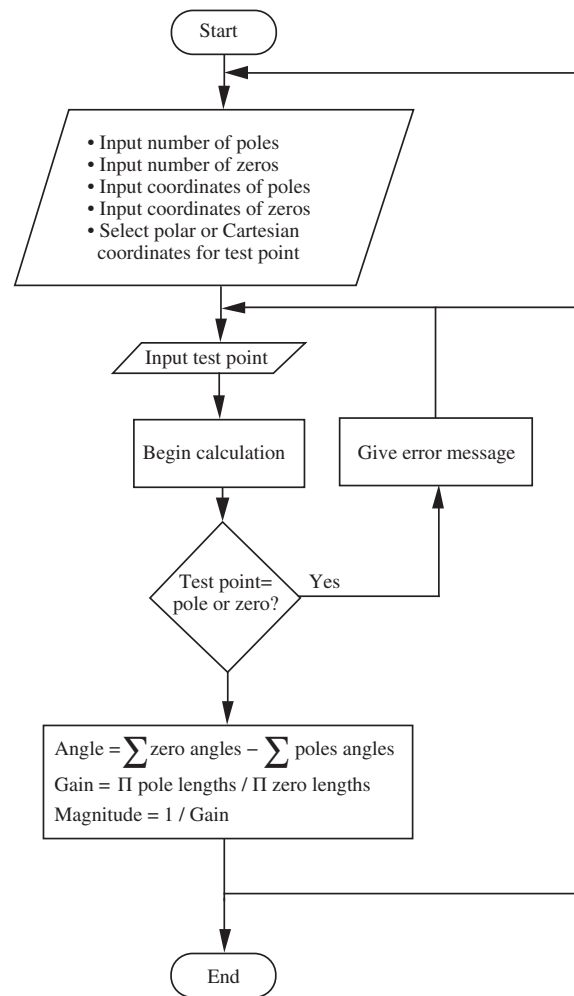 Start
• Input number of poles
• Input number of zeros
• Input coordinates of poles
• Input coordinates of zeros
• Select polar or Cartesian
coordinates for test point
Input test point
Begin calculation
Give error message
Test point=
pole or zero?
Yes
Angle = ∑ zero angles − ∑ poles angles
Gain = Π pole lengths / Π zero lengths
Magnitude = 1 / Gain
End